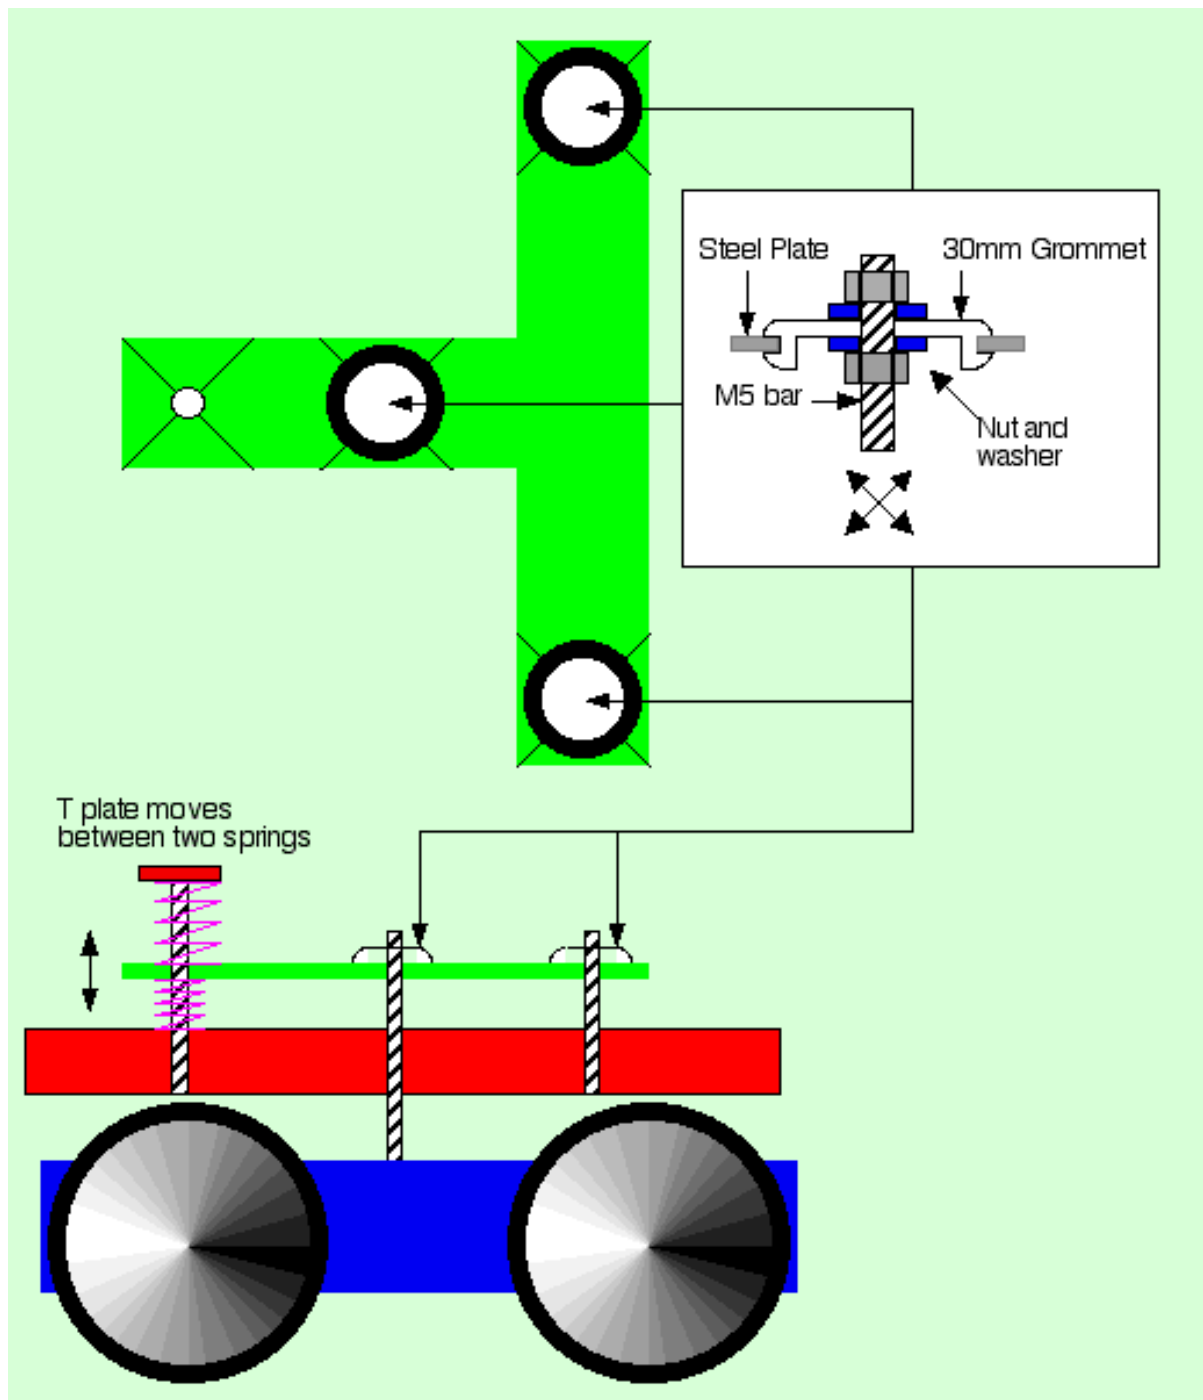 Steel Plate
30mm Grommet
M5 bar
Nut and
washer
T plate moves
between two springs